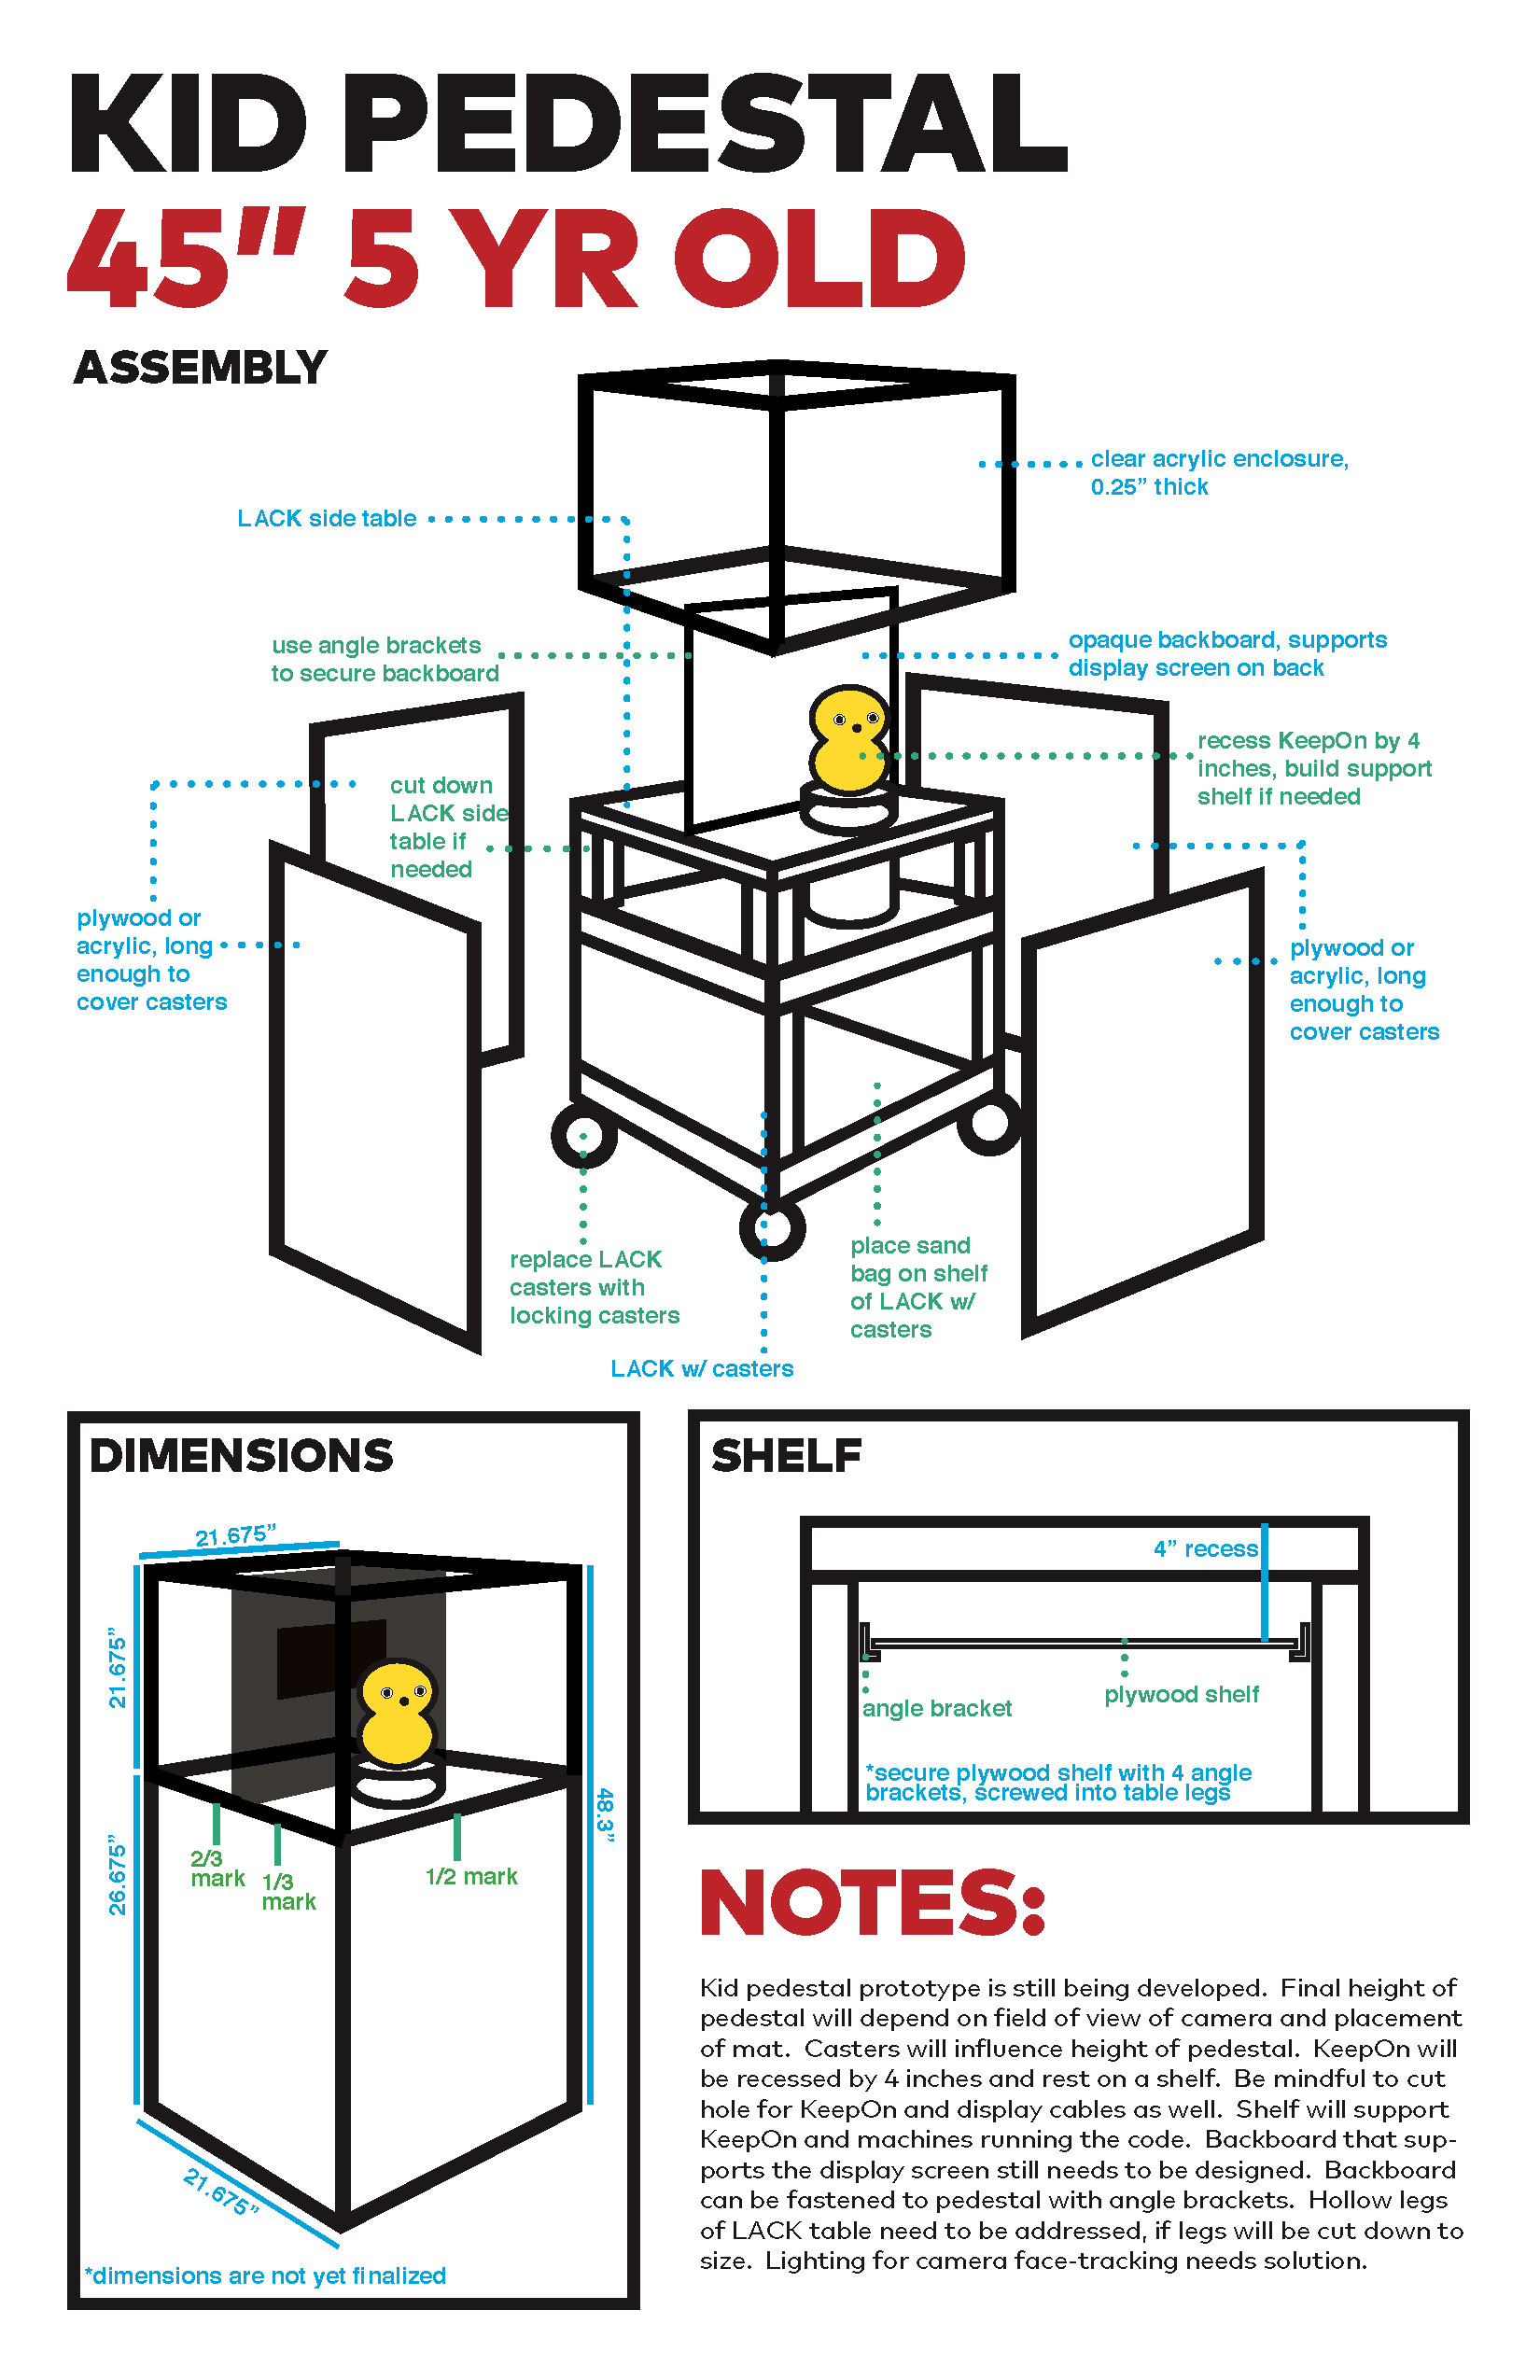 KID PEDESTAL
45” 5 YR OLD
ASSEMBLY
clear acrylic enclosure,
0.25” thick
LACK side table
use angle brackets
to secure backboard
opaque backboard, supports
display screen on back
recess KeepOn by 4
inches, build support
shelf if needed
cut down
LACK side
table if
needed
plywood or
acrylic, long
enough to
cover casters
plywood or
acrylic, long
enough to
cover casters
replace LACK
casters with
locking casters
place sand
bag on shelf
of LACK w/
casters
LACK w/ casters
DIMENSIONS
21.675”
21.675”
26.675”
48.3”
2/3
mark
1/3
mark
1/2 mark
21.675”
*dimensions are not yet finalized
SHELF
4” recess
angle bracket
plywood shelf
*secure plywood shelf with 4 angle
brackets, screwed into table legs
NOTES:
Kid pedestal prototype is still being developed.  Final height of
pedestal will depend on field of view of camera and placement
of mat.  Casters will influence height of pedestal.  KeepOn will
be recessed by 4 inches and rest on a shelf.  Be mindful to cut
hole for KeepOn and display cables as well.  Shelf will support
KeepOn and machines running the code.  Backboard that sup-
ports the display screen still needs to be designed.  Backboard
can be fastened to pedestal with angle brackets.  Hollow legs
of LACK table need to be addressed, if legs will be cut down to
size.  Lighting for camera face-tracking needs solution.